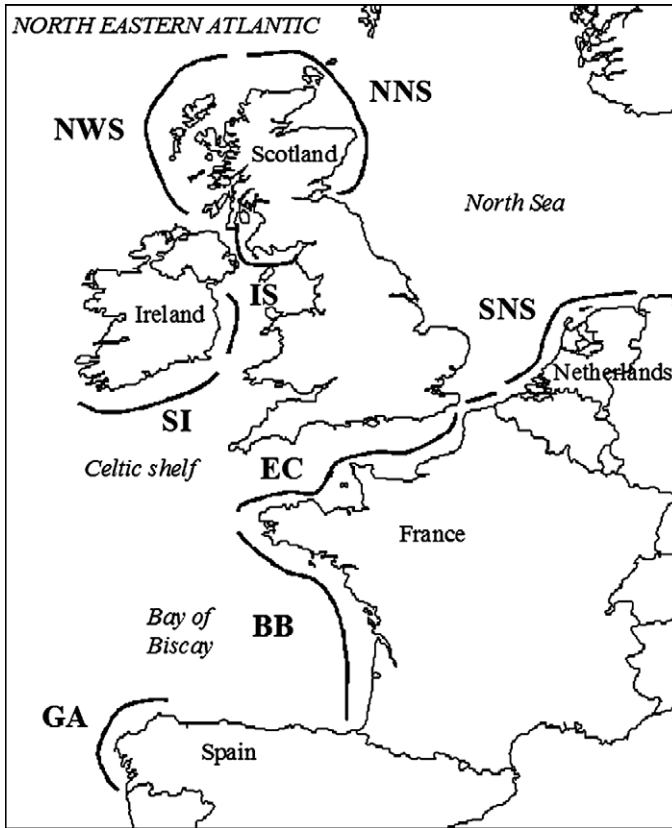 NORTH EASTERN ATLANTIC
NNS
NWS
Scotland
North Sea
IS
SNS
Ireland
Netherlands
SI
EC
Celtic shelf
France
Bay of
Biscay
BB
GA
Spain